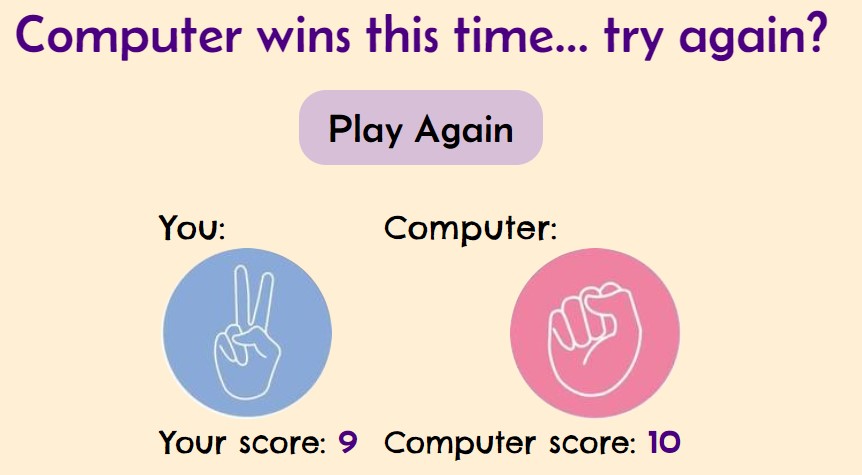 Computer wins this time... try again?
Play Again
You: Computer:
Your score: 9 Computer score: 10